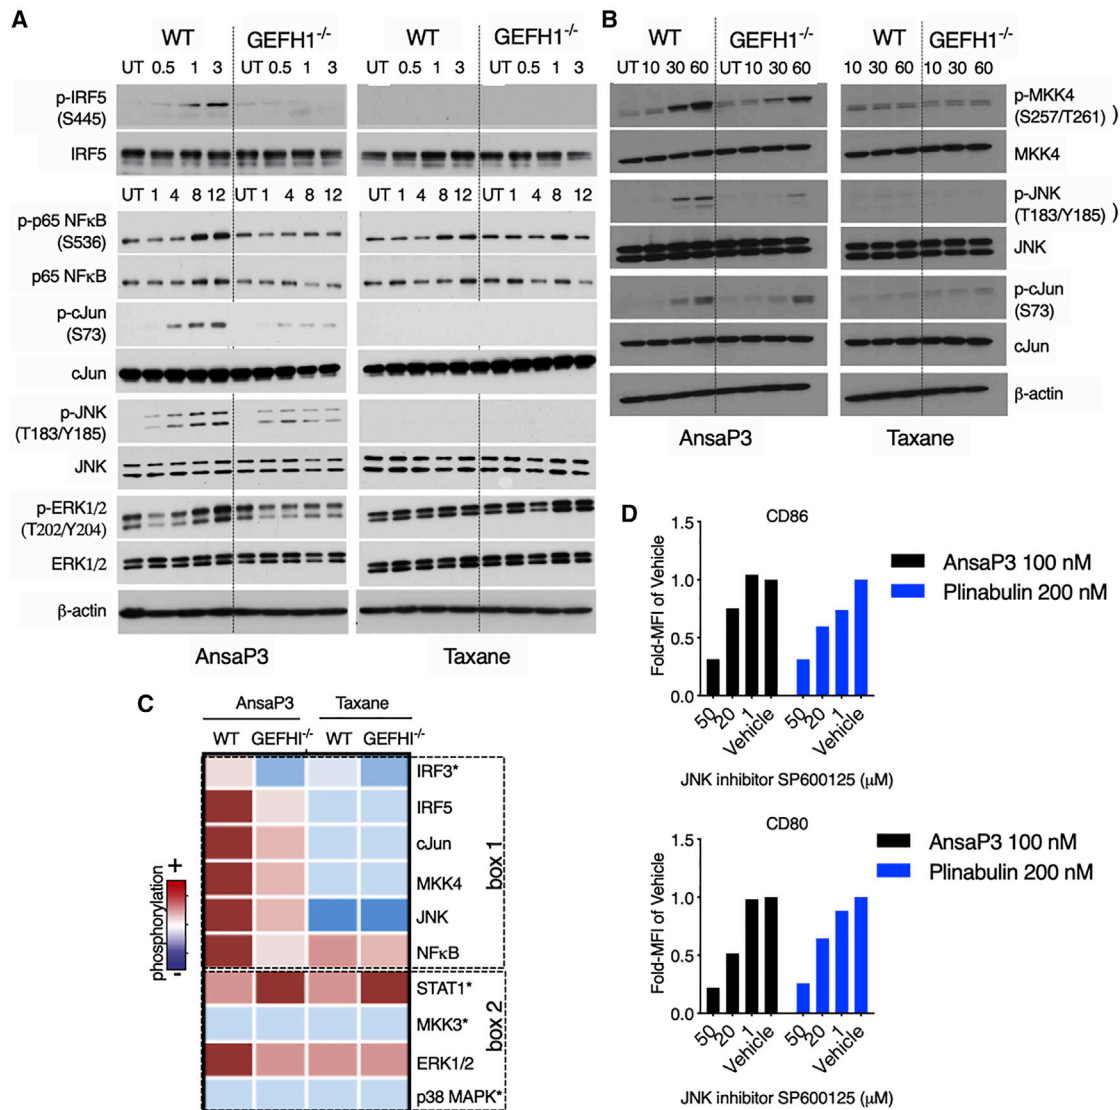 A
WT GEFH1-/- WT GEFH1-/-
UT 0.5 1 3 UT 0.5 1 3 UT 0.5 1 3 UT 0.5 1 3
p-IRF5
(S445)
IRF5
UT 1 4 8 12 UT 1 4 8 12 UT 1 4 8 12 UT 1 4 8 12
p-p65 NFκB
(S536)
p65 NFκB
p-cJun
(S73)
cJun
p-JNK
(T183/Y185)
JNK
p-ERK1/2
(T202/Y204)
ERK1/2
β-actin
AnsaP3 Taxane
B
WT GEFH1-/- WT GEFH1-/-
UT 10 30 60 UT 10 30 60 10 30 60 10 30 60
p-MKK4
(S257/T261) )
MKK4
p-JNK
(T183/Y185) )
JNK
p-cJun
(S73)
cJun
β-actin
AnsaP3 Taxane
C
AnsaP3 Taxane
WT GEFHI-/- WT GEFHI-/-
IRF3*
IRF5
cJun
MKK4
JNK
NFκB
box 1
STAT1*
MKK3*
ERK1/2
p38 MAPK*
box 2
phosphorylation
+
-
D
CD86
1.5
1.0
0.5
0.0
Fold-MFI of Vehicle
50 20 1 Vehicle 50 20 1 Vehicle
JNK inhibitor SP600125 (μM)
AnsaP3 100 nM
Plinabulin 200 nM
CD80
1.5
1.0
0.5
0.0
Fold-MFI of Vehicle
50 20 1 Vehicle 50 20 1 Vehicle
JNK inhibitor SP600125 (μM)
AnsaP3 100 nM
Plinabulin 200 nM